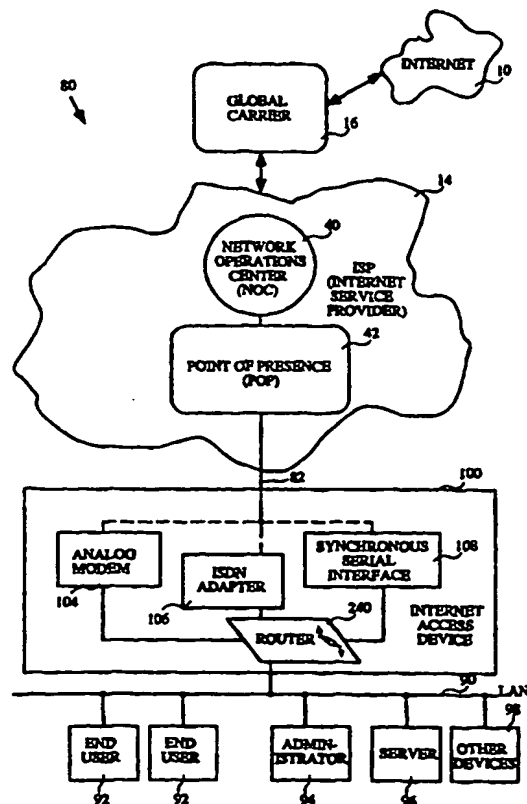 80
INTERNET
10
GLOBAL
CARRIER
16
14
40
NETWORK
OPERATIONS
CENTER
(NOC)
ISP
(INTERNET
SERVICE
PROVIDER)
42
POINT OF PRESENCE
(POP)
82
100
ANALOG
MODEM
104
ISDN
ADAPTER
106
SYNCHRONOUS
SERIAL
INTERFACE
108
240
ROUTER
INTERNET
ACCESS
DEVICE
90
LAN
END
USER
92
END
USER
92
ADMIN-
ISTRATOR
94
SERVER
96
OTHER
DEVICES
98